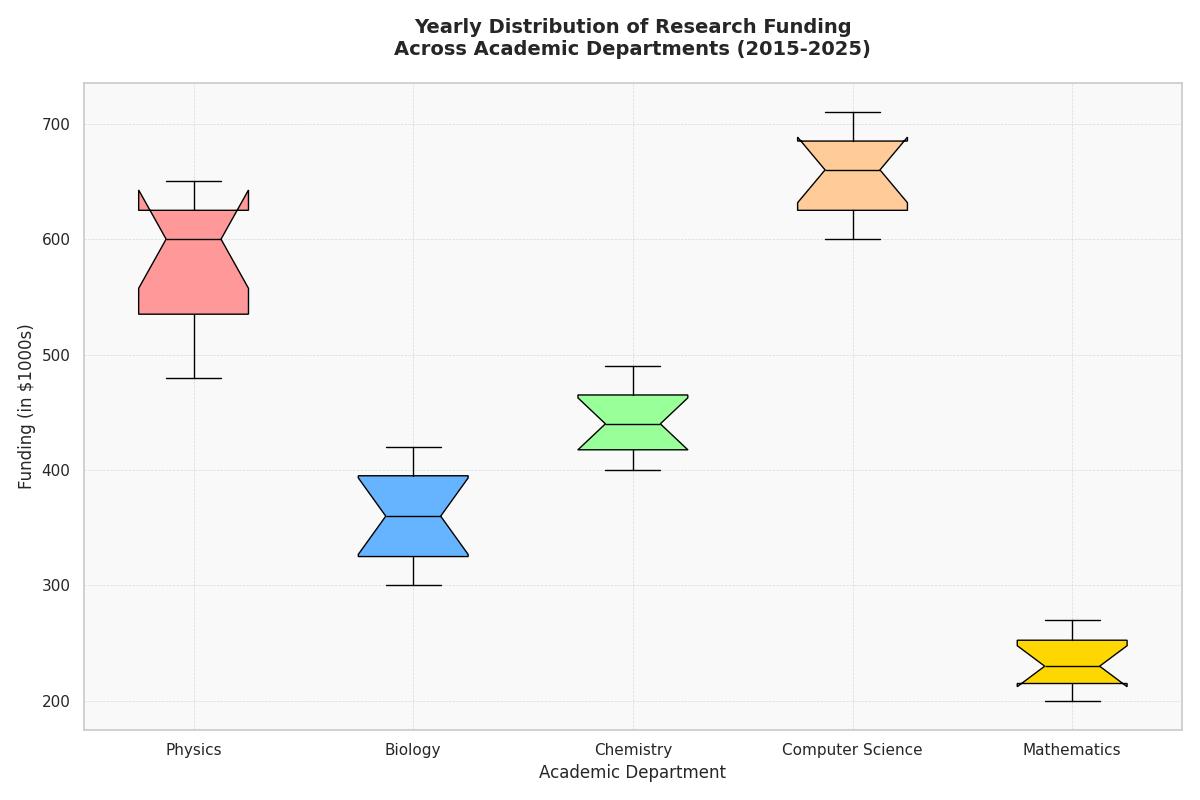 Yearly Distribution of Research Funding
Across Academic Departments (2015-2025)
Funding (in $1000s)
700
600
500
400
300
200
Physics
Biology
Chemistry
Computer Science
Mathematics
Academic Department